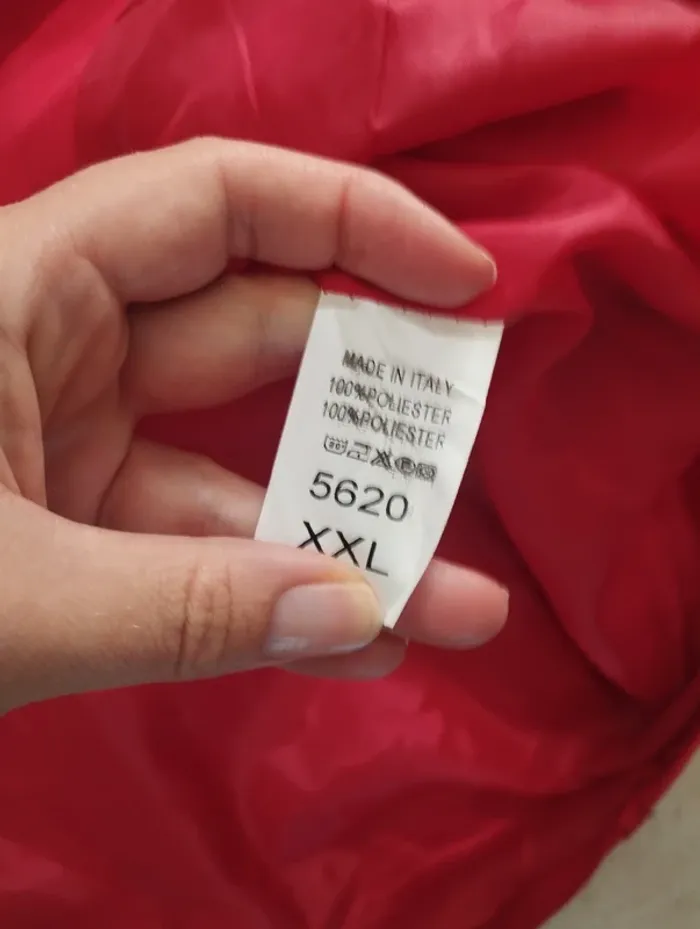 MADE IN ITALY
100%POLIESTER
100%POLIESTER
5620
XXL